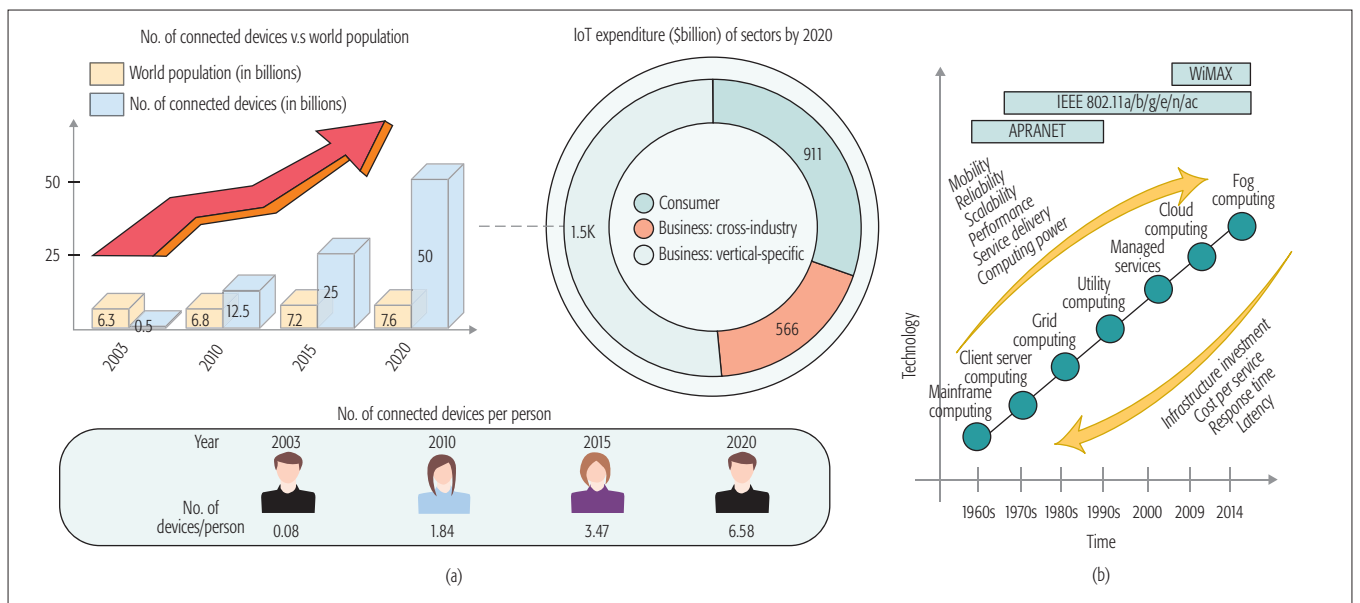 No. of connected devices v.s world population
World population (in billions)
No. of connected devices (in billions)
50
25
6.3
0.5
6.8
12.5
7.2
25
7.6
50
2003
2010
2015
2020
IoT expenditure ($billion) of sectors by 2020
911
566
1.5K
Consumer
Business: cross-industry
Business: vertical-specific
No. of connected devices per person
Year
2003
2010
2015
2020
No. of
devices/person
0.08
1.84
3.47
6.58
(a)
WiMAX
IEEE 802.11a/b/g/e/n/ac
APRANET
Mobility
Reliability
Scalability
Performance
Service delivery
Computing power
Fog
computing
Cloud
computing
Managed
services
Utility
computing
Grid
computing
Client server
computing
Mainframe
computing
Infrastructure investment
Cost per service
Response time
Latency
Technology
1960s
1970s
1980s
1990s
2000
2009
2014
Time
(b)